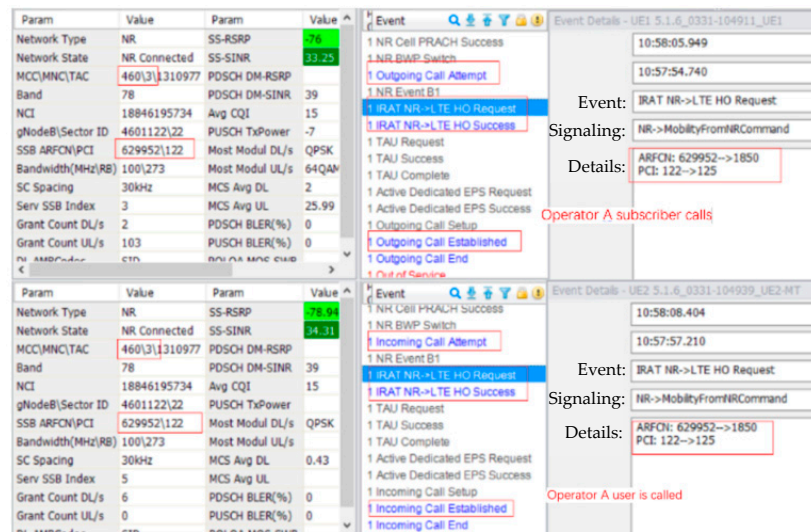 Param Value Param Value
Network Type NR SS-RSRP -76
Network State NR Connected SS-SINR 33.25
MCC\MNC\TAC 460\3\1310977 PDSCH DM-RSRP
Band 78 PDSCH DM-SINR 39
NCI 18846195734 Avg CQI 15
gNodeB\Sector ID 4601122\22 PUSCH TxPower -7
SSB ARFCN\PCI 629952\122 Most Modul DL/s QPSK
Bandwidth(MHz\RB) 100\273 Most Modul UL/s 64QAM
SC Spacing 30kHz MCS Avg DL 2
Serv SSB Index 3 MCS Avg UL 25.99
Grant Count DL/s 2 PDSCH BLER(%) 0
Grant Count UL/s 103 PUSCH BLER(%) 0
Event
1 NR Cell PRACH Success
1 NR BWP Switch
1 Outgoing Call Attempt
1 NR Event B1
1 IRAT NR->LTE HO Request
1 IRAT NR->LTE HO Success
1 TAU Request
1 TAU Success
1 TAU Complete
1 Active Dedicated EPS Request
1 Active Dedicated EPS Success
1 Outgoing Call Setup
1 Outgoing Call Established
1 Outgoing Call End
1 Out of Service
Event Details - UE1 5.1.6_0331-104911_UE1
10:58:05.949
10:57:54.740
Event: IRAT NR->LTE HO Request
Signaling: NR->MobilityFromNRCommand
Details: ARFCN: 629952-->1850
PCI: 122-->125
Operator A subscriber calls
Param Value Param Value
Network Type NR SS-RSRP -78.94
Network State NR Connected SS-SINR 34.31
MCC\MNC\TAC 460\3\1310977 PDSCH DM-RSRP
Band 78 PDSCH DM-SINR 39
NCI 18846195734 Avg CQI 15
gNodeB\Sector ID 4601122\22 PUSCH TxPower
SSB ARFCN\PCI 629952\122 Most Modul DL/s QPSK
Bandwidth(MHz\RB) 100\273 Most Modul UL/s
SC Spacing 30kHz MCS Avg DL 0.43
Serv SSB Index 5 MCS Avg UL
Grant Count DL/s 6 PDSCH BLER(%) 0
Grant Count UL/s 0 PUSCH BLER(%) 0
Event
1 NR Cell PRACH Success
1 NR BWP Switch
1 Incoming Call Attempt
1 NR Event B1
1 IRAT NR->LTE HO Request
1 IRAT NR->LTE HO Success
1 TAU Request
1 TAU Success
1 TAU Complete
1 Active Dedicated EPS Request
1 Active Dedicated EPS Success
1 Incoming Call Setup
1 Incoming Call Established
1 Incoming Call End
Event Details - UE2 5.1.6_0331-104939_UE2-MT
10:58:08.404
10:57:57.210
Event: IRAT NR->LTE HO Request
Signaling: NR->MobilityFromNRCommand
Details: ARFCN: 629952-->1850
PCI: 122-->125
Operator A user is called